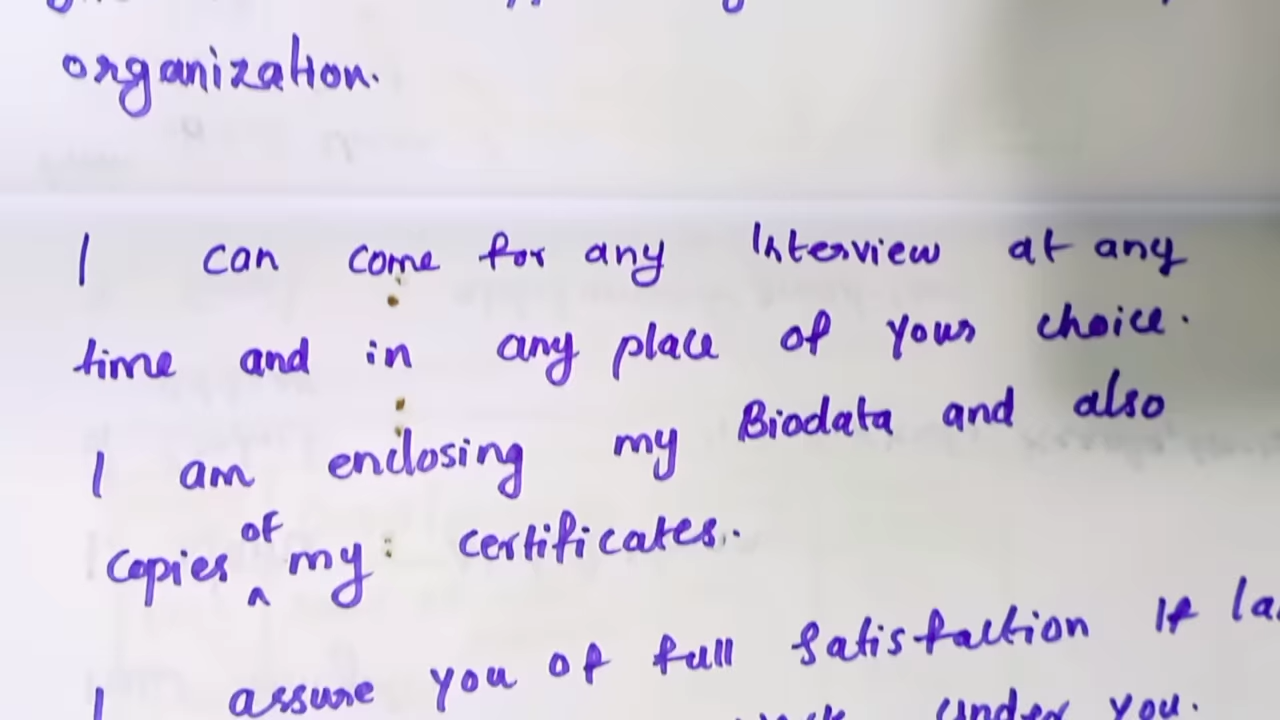 organization.
I can come for any Interview at any
time and in any place of your choice.
I am enclosing my Biodata and also
copies of my certificates.
I assure you of full satisfaction If
under you.